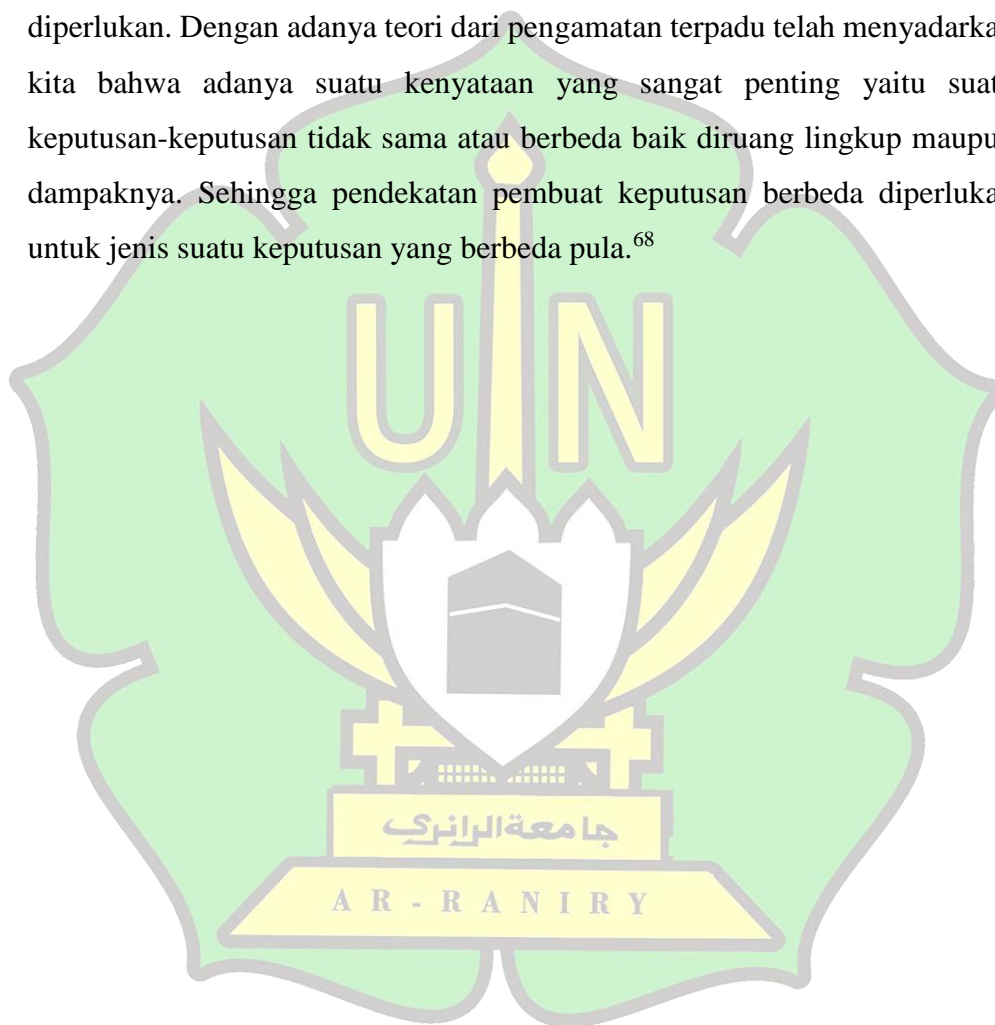 diperlukan. Dengan adanya teori dari pengamatan terpadu telah menyadarka
kita bahwa adanya suatu kenyataan yang sangat penting yaitu suat
keputusan-keputusan tidak sama atau berbeda baik diruang lingkup maupu
dampaknya. Sehingga pendekatan pembuat keputusan berbeda diperluka
untuk jenis suatu keputusan yang berbeda pula.68
UIN
جامعةالرانري
AR-RANIRY